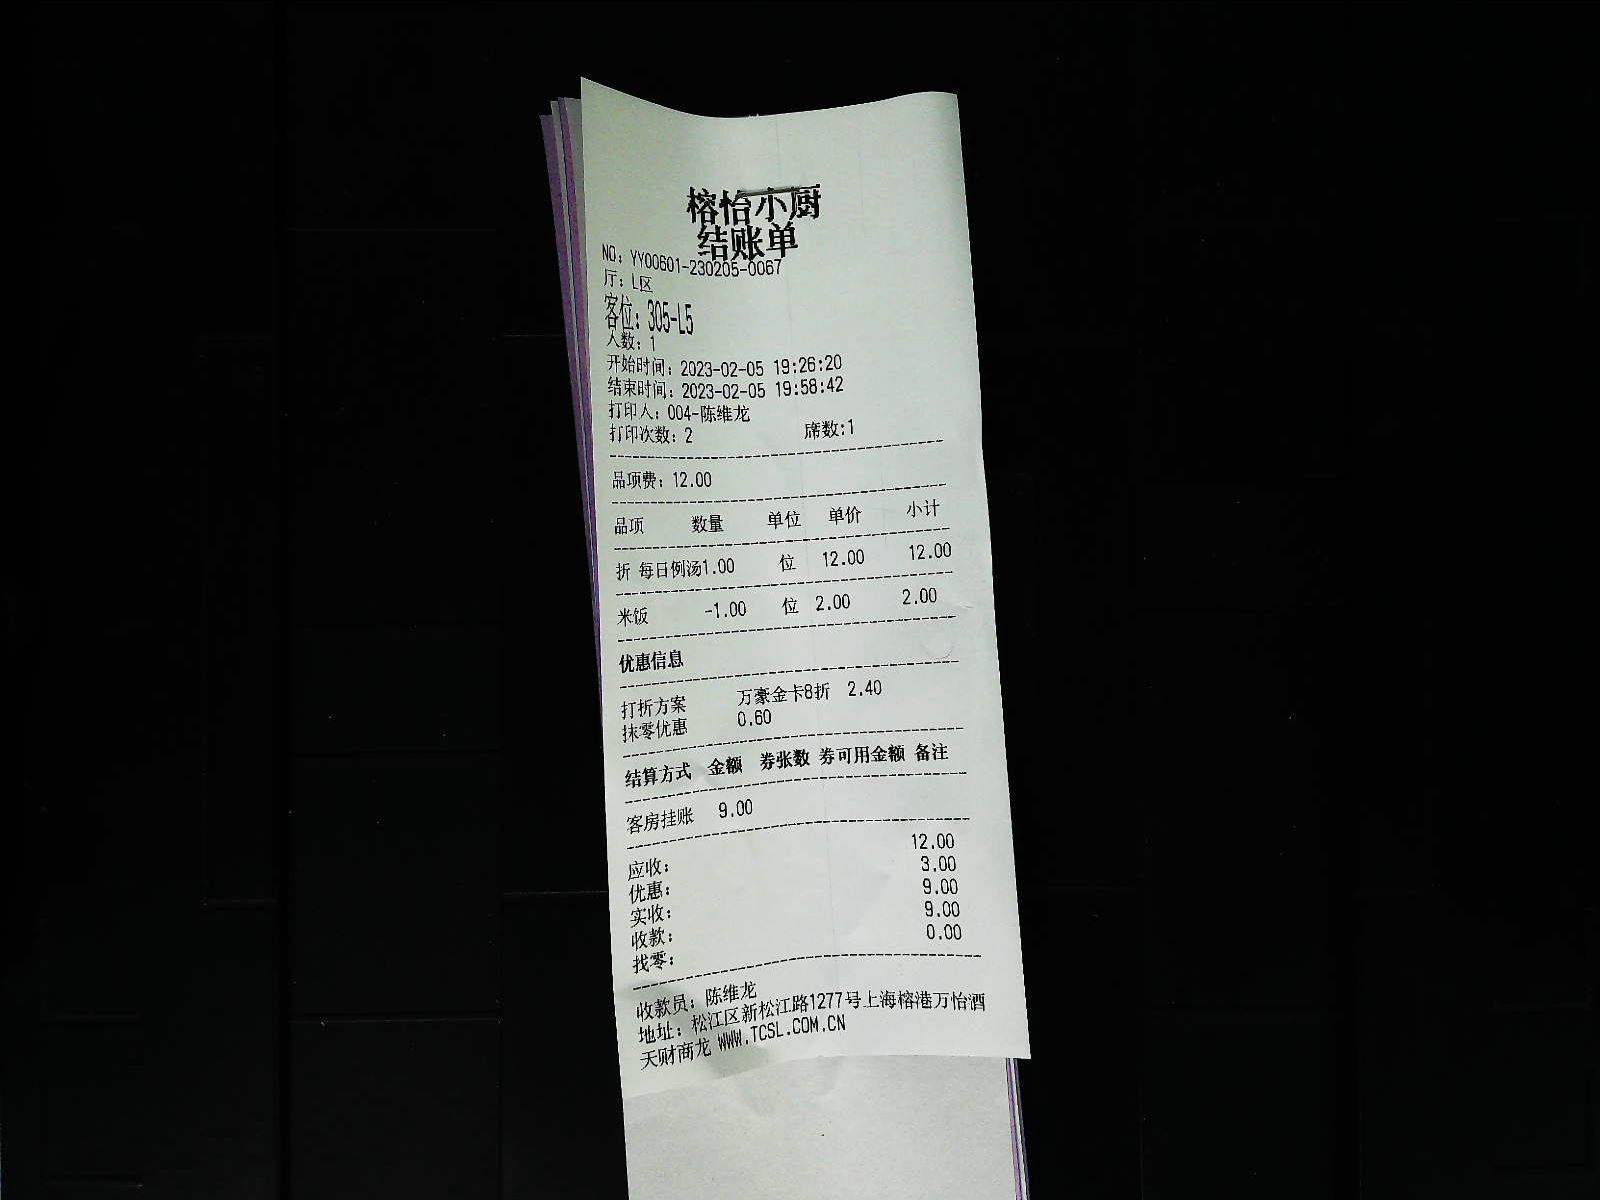 榕怡小厨
结账单
NO: YY00601-230205-0067
厅: L区
客位: 305-L5
人数: 1
开始时间: 2023-02-05 19:26:20
结束时间: 2023-02-05 19:58:42
打印人: 004-陈维龙
打印次数: 2 席数:1
品项费: 12.00
品项 数量 单位 单价 小计
折 每日例汤1.00 位 12.00 12.00
米饭 -1.00 位 2.00 2.00
优惠信息
打折方案 万豪金卡8折 2.40
抹零优惠 0.60
结算方式 金额 券张数 券可用金额 备注
客房挂账 9.00
应收: 12.00
优惠: 3.00
实收: 9.00
收款: 9.00
找零: 0.00
收款员: 陈维龙
地址: 松江区新松江路1277号上海榕港万怡酒
天财商龙 WWW.TCSL.COM.CN